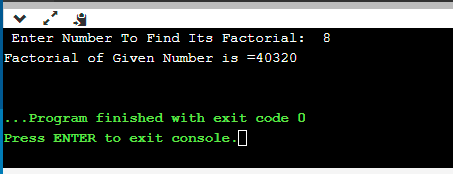 Enter Number To Find Its Factorial:  8
Factorial of Given Number is =40320
...Program finished with exit code 0
Press ENTER to exit console.